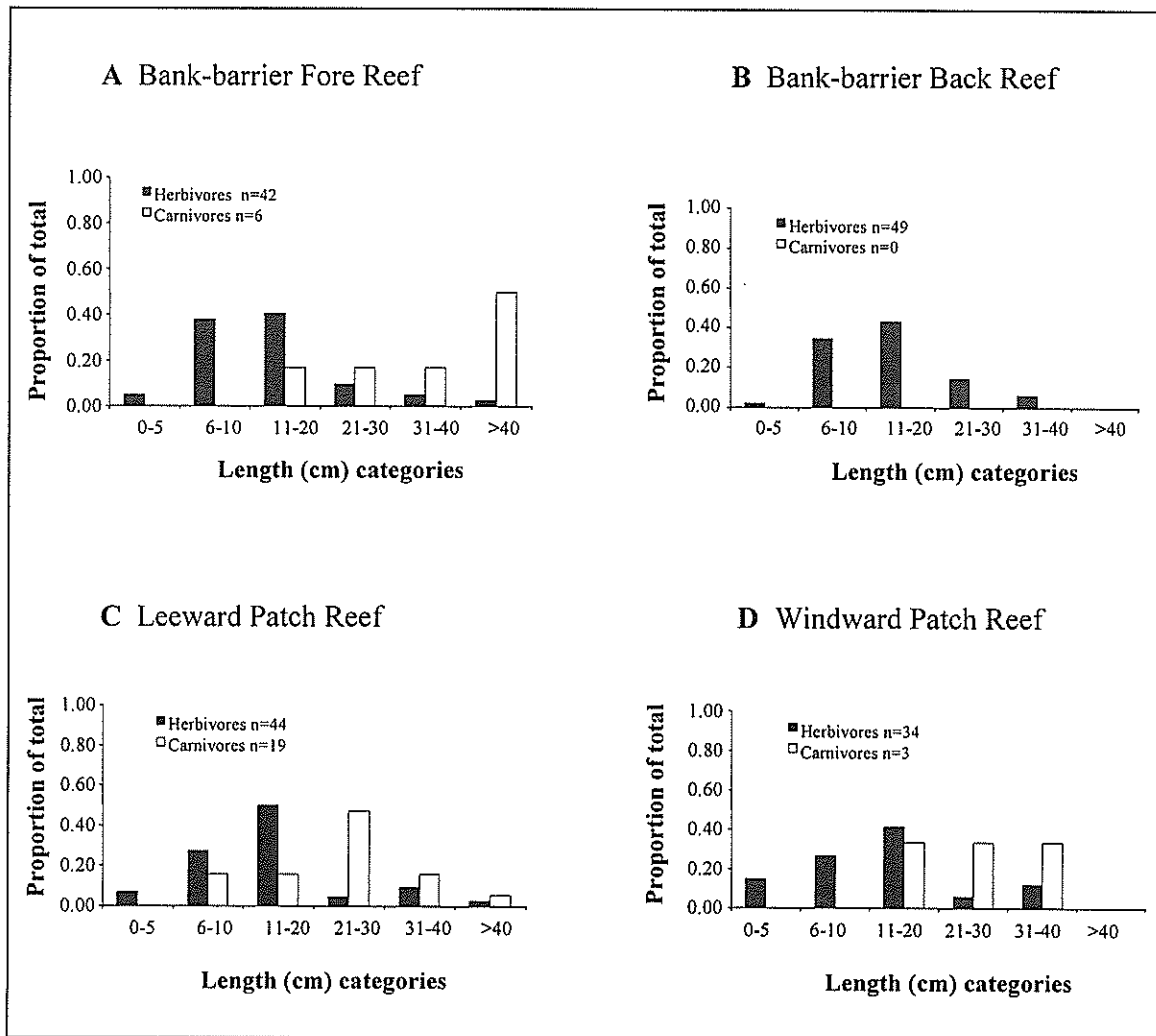 A Bank-barrier Fore Reef
Herbivores n=42
Carnivores n=6
Proportion of total
1.00
0.80
0.60
0.40
0.20
0.00
0-5 6-10 11-20 21-30 31-40 >40
Length (cm) categories
B Bank-barrier Back Reef
Herbivores n=49
Carnivores n=0
Proportion of total
1.00
0.80
0.60
0.40
0.20
0.00
0-5 6-10 11-20 21-30 31-40 >40
Length (cm) categories
C Leeward Patch Reef
Herbivores n=44
Carnivores n=19
Proportion of total
1.00
0.80
0.60
0.40
0.20
0.00
0-5 6-10 11-20 21-30 31-40 >40
Length (cm) categories
D Windward Patch Reef
Herbivores n=34
Carnivores n=3
Proportion of total
1.00
0.80
0.60
0.40
0.20
0.00
0-5 6-10 11-20 21-30 31-40 >40
Length (cm) categories